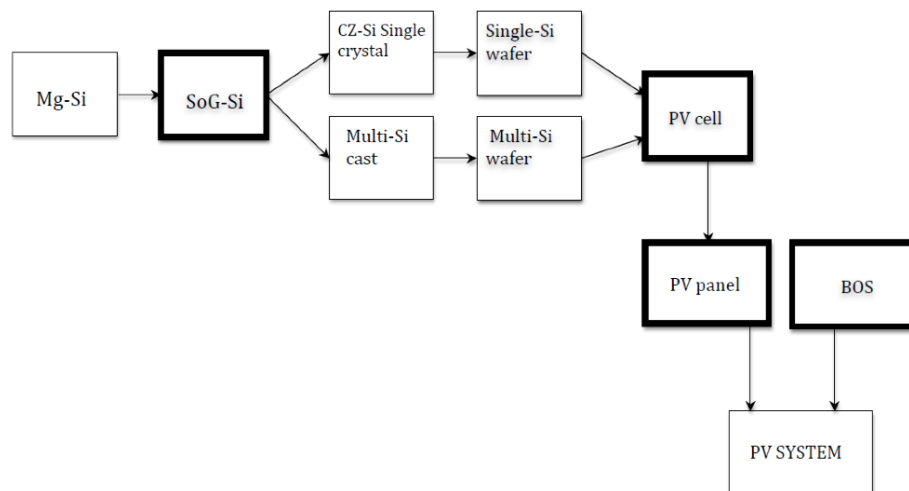 CZ-Si Single
crystal
Single-Si
wafer
Mg-Si
SoG-Si
PV cell
Multi-Si
cast
Multi-Si
wafer
PV panel
BOS
PV SYSTEM